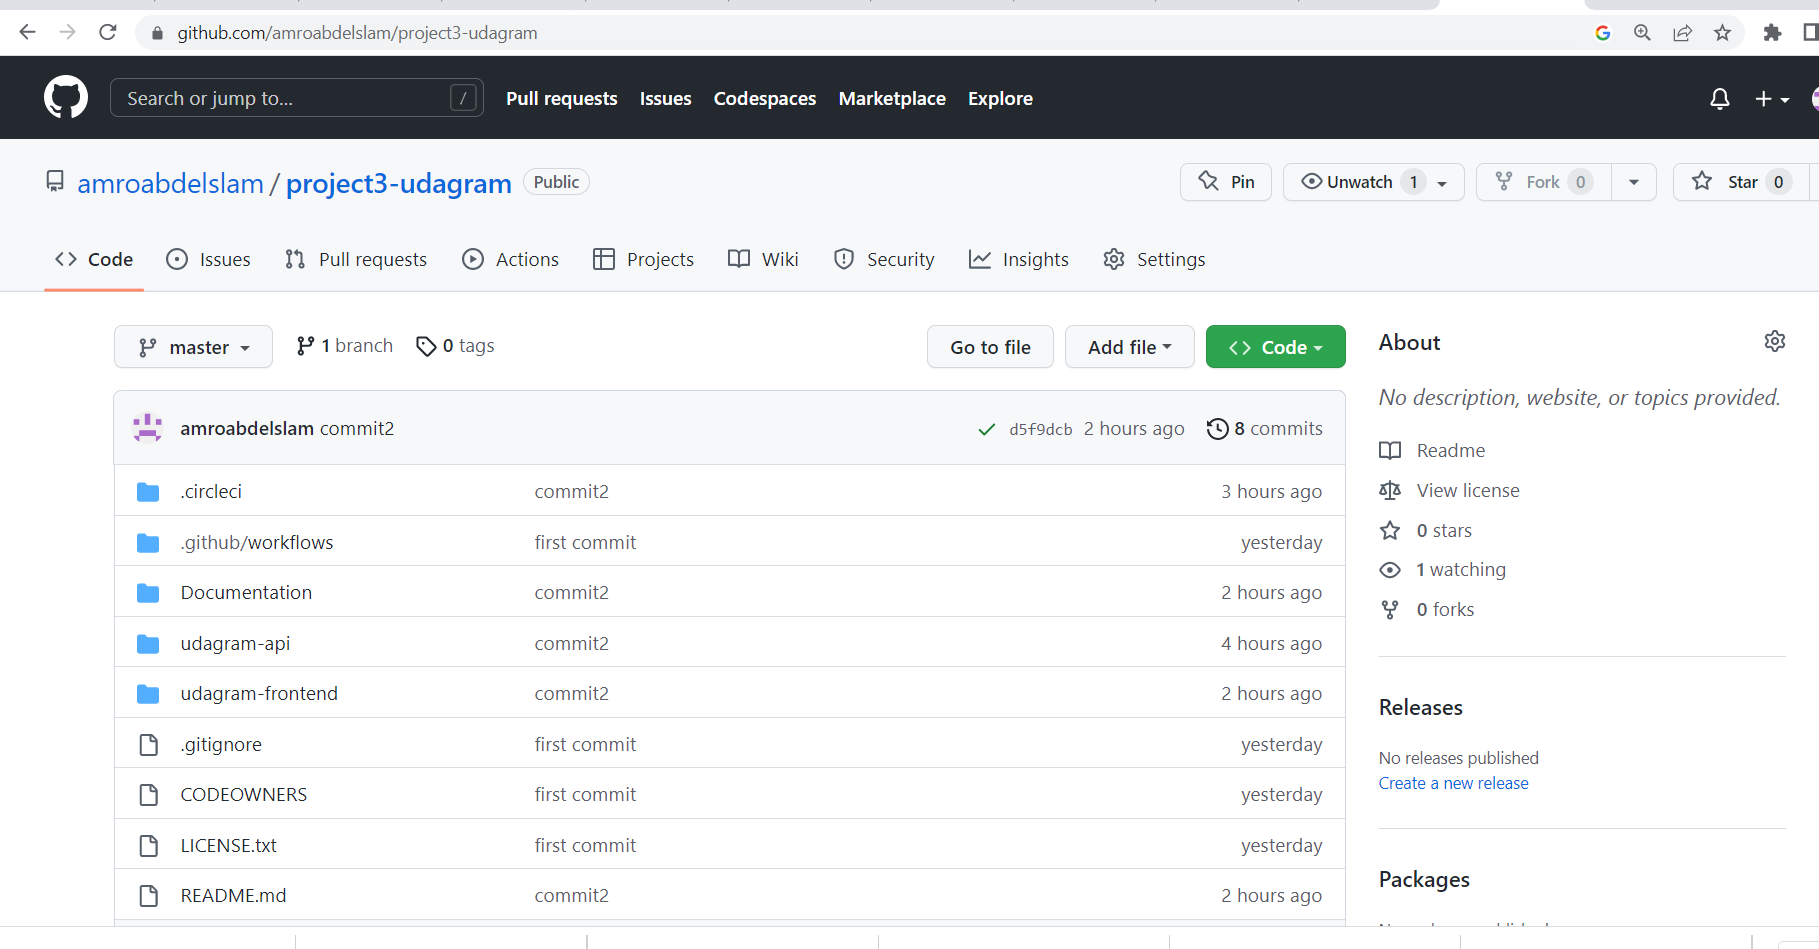 github.com/amroabdelslam/project3-udagram
Search or jump to... /
Pull requests Issues Codespaces Marketplace Explore
amroabdelslam / project3-udagram Public
Pin Unwatch 1 Fork 0 Star 0
Code Issues Pull requests Actions Projects Wiki Security Insights Settings
master 1 branch 0 tags Go to file Add file Code
amroabdelslam commit2 d5f9dcb 2 hours ago 8 commits
.circleci commit2 3 hours ago
.github/workflows first commit yesterday
Documentation commit2 2 hours ago
udagram-api commit2 4 hours ago
udagram-frontend commit2 2 hours ago
.gitignore first commit yesterday
CODEOWNERS first commit yesterday
LICENSE.txt first commit yesterday
README.md commit2 2 hours ago
About
No description, website, or topics provided.
Readme
View license
0 stars
1 watching
0 forks
Releases
No releases published
Create a new release
Packages